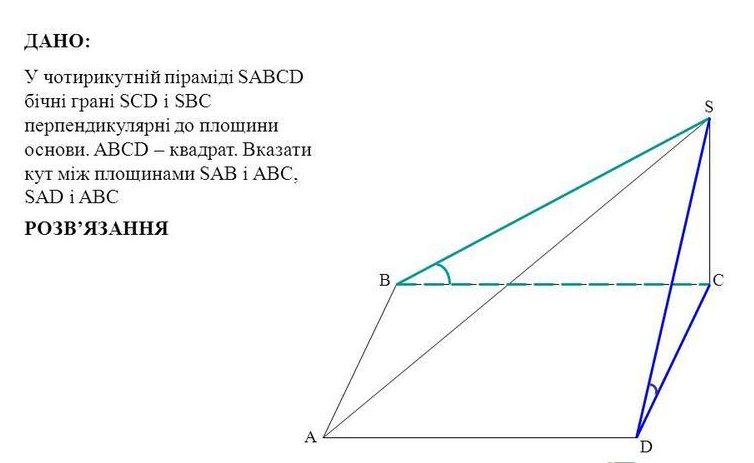 ДАНО:
У чотирикутній піраміді SABCD
бічні грані SCD і SBC
перпендикулярні до площини
основи. ABCD – квадрат. Вказати
кут між площинами SAB і ABC,
SAD і ABC
РОЗВ’ЯЗАННЯ
S
B
C
A
D